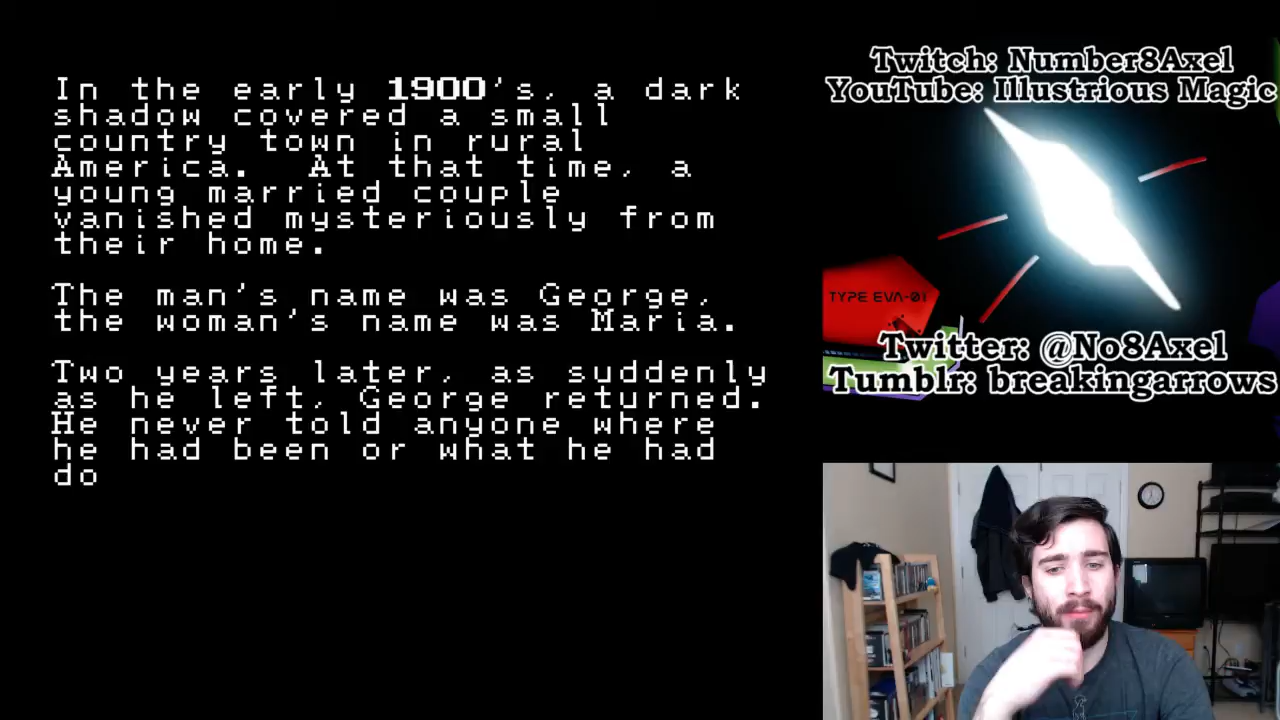 In the early 1900's, a dark
shadow covered a small
country town in rural
America.  At that time, a
young married couple
vanished mysteriously from
their home.
The man's name was George,
the woman's name was Maria.
Two years later, as suddenly
as he left, George returned.
He never told anyone where
he had been or what he had
do
Twitch: Number8Axel
YouTube: Illustrious Magic
TYPE EVA-01
Twitter: @No8Axel
Tumblr: breakingarrows